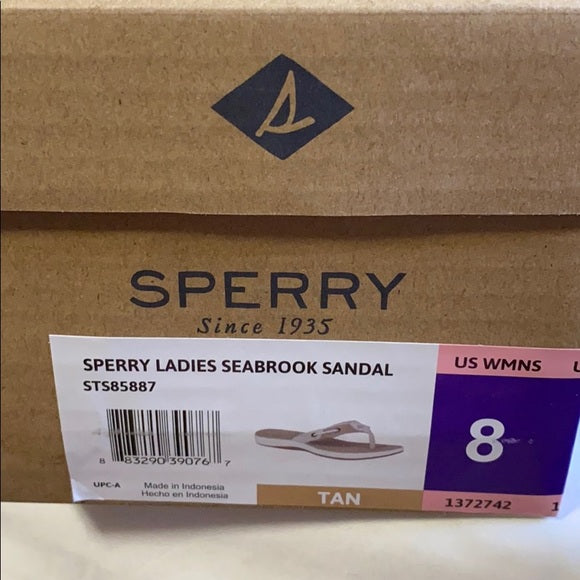 SPERRY
Since 1935
SPERRY LADIES SEABROOK SANDAL
STS85887
8 83290 39076 7
UPC-A
Made in Indonesia
Hecho en Indonesia
TAN
US WMNS
8
1372742